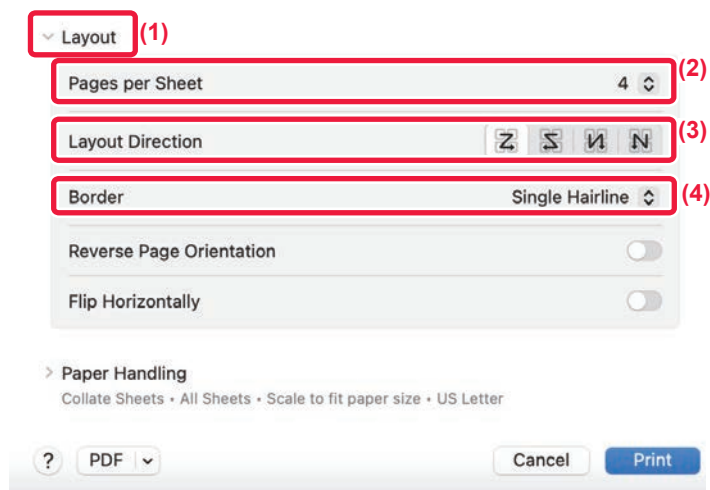 Layout (1)
(2)
Pages per Sheet 4
Layout Direction (3)
Border Single Hairline (4)
Reverse Page Orientation
Flip Horizontally
Paper Handling
Collate Sheets • All Sheets • Scale to fit paper size • US Letter
? PDF Cancel Print